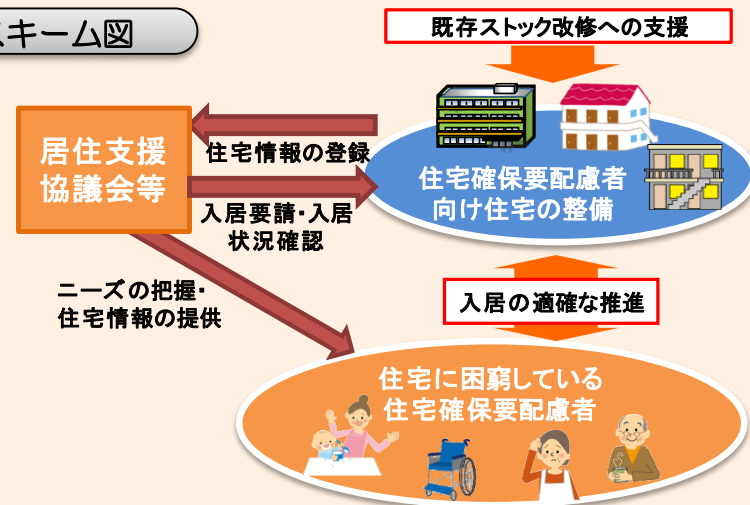 スキーム図
既存ストック改修への支援
居住支援
協議会等
住宅情報の登録
入居要請・入居
状況確認
住宅確保要配慮者
向け住宅の整備
ニーズの把握・
住宅情報の提供
入居の適確な推進
住宅に困窮している
住宅確保要配慮者